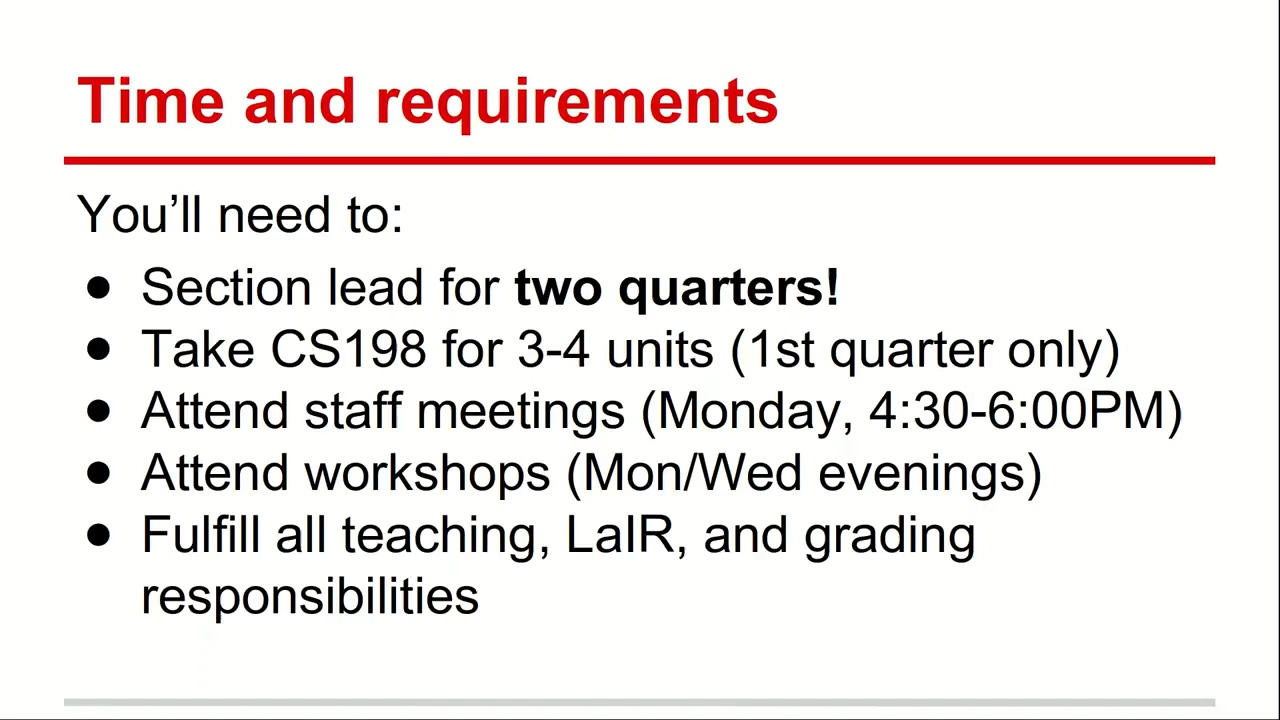 Time and requirements
You’ll need to:
● Section lead for two quarters!
● Take CS198 for 3-4 units (1st quarter only)
● Attend staff meetings (Monday, 4:30-6:00PM)
● Attend workshops (Mon/Wed evenings)
● Fulfill all teaching, LaIR, and grading
responsibilities